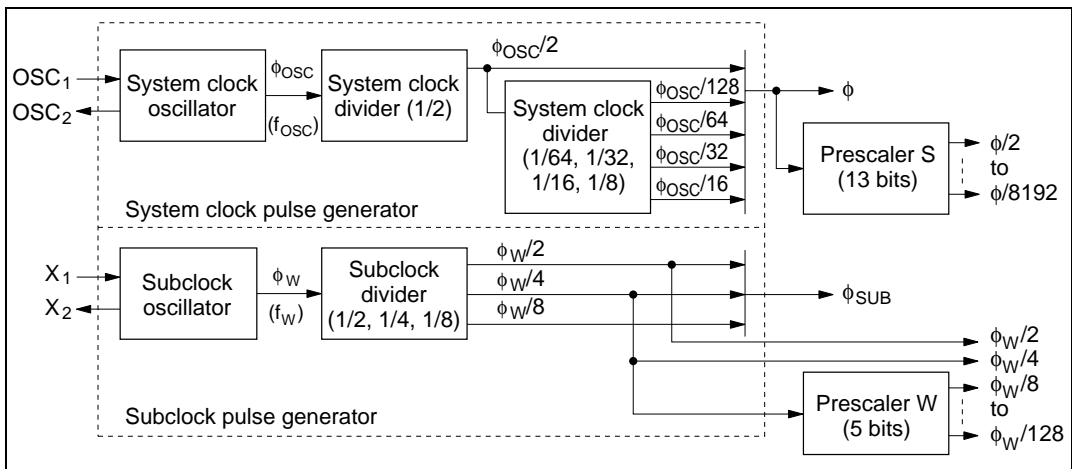 OSC1
OSC2
System clock
oscillator
ϕOSC
(fOSC)
System clock
divider (1/2)
ϕOSC/2
System clock
divider
(1/64, 1/32,
1/16, 1/8)
ϕOSC/128
ϕOSC/64
ϕOSC/32
ϕOSC/16
ϕ
Prescaler S
(13 bits)
ϕ/2
to
ϕ/8192
System clock pulse generator
X1
X2
Subclock
oscillator
ϕW
(fW)
Subclock
divider
(1/2, 1/4, 1/8)
ϕW/2
ϕW/4
ϕW/8
ϕSUB
ϕW/2
ϕW/4
Prescaler W
(5 bits)
ϕW/8
to
ϕW/128
Subclock pulse generator